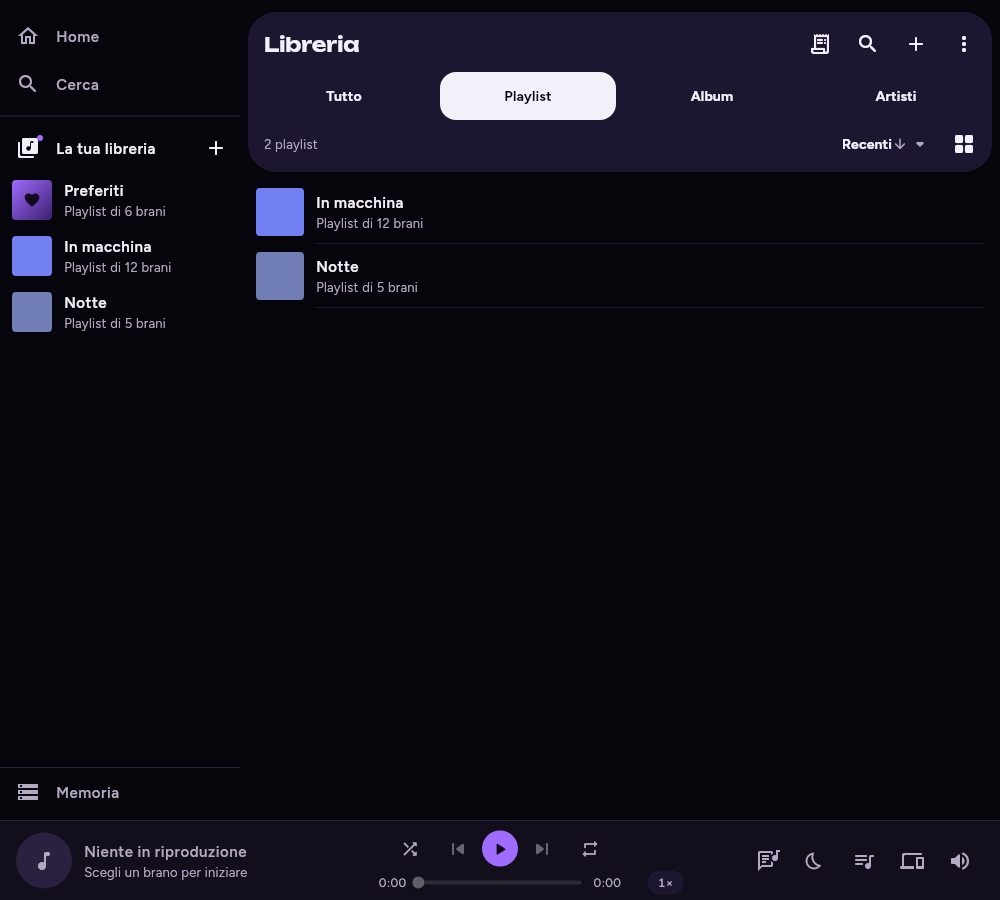 Home
Cerca
La tua libreria
Preferiti
Playlist di 6 brani
In macchina
Playlist di 12 brani
Notte
Playlist di 5 brani
Memoria
Libreria
Tutto
Playlist
Album
Artisti
2 playlist
Recenti
In macchina
Playlist di 12 brani
Notte
Playlist di 5 brani
Niente in riproduzione
Scegli un brano per iniziare
0:00
0:00
1×